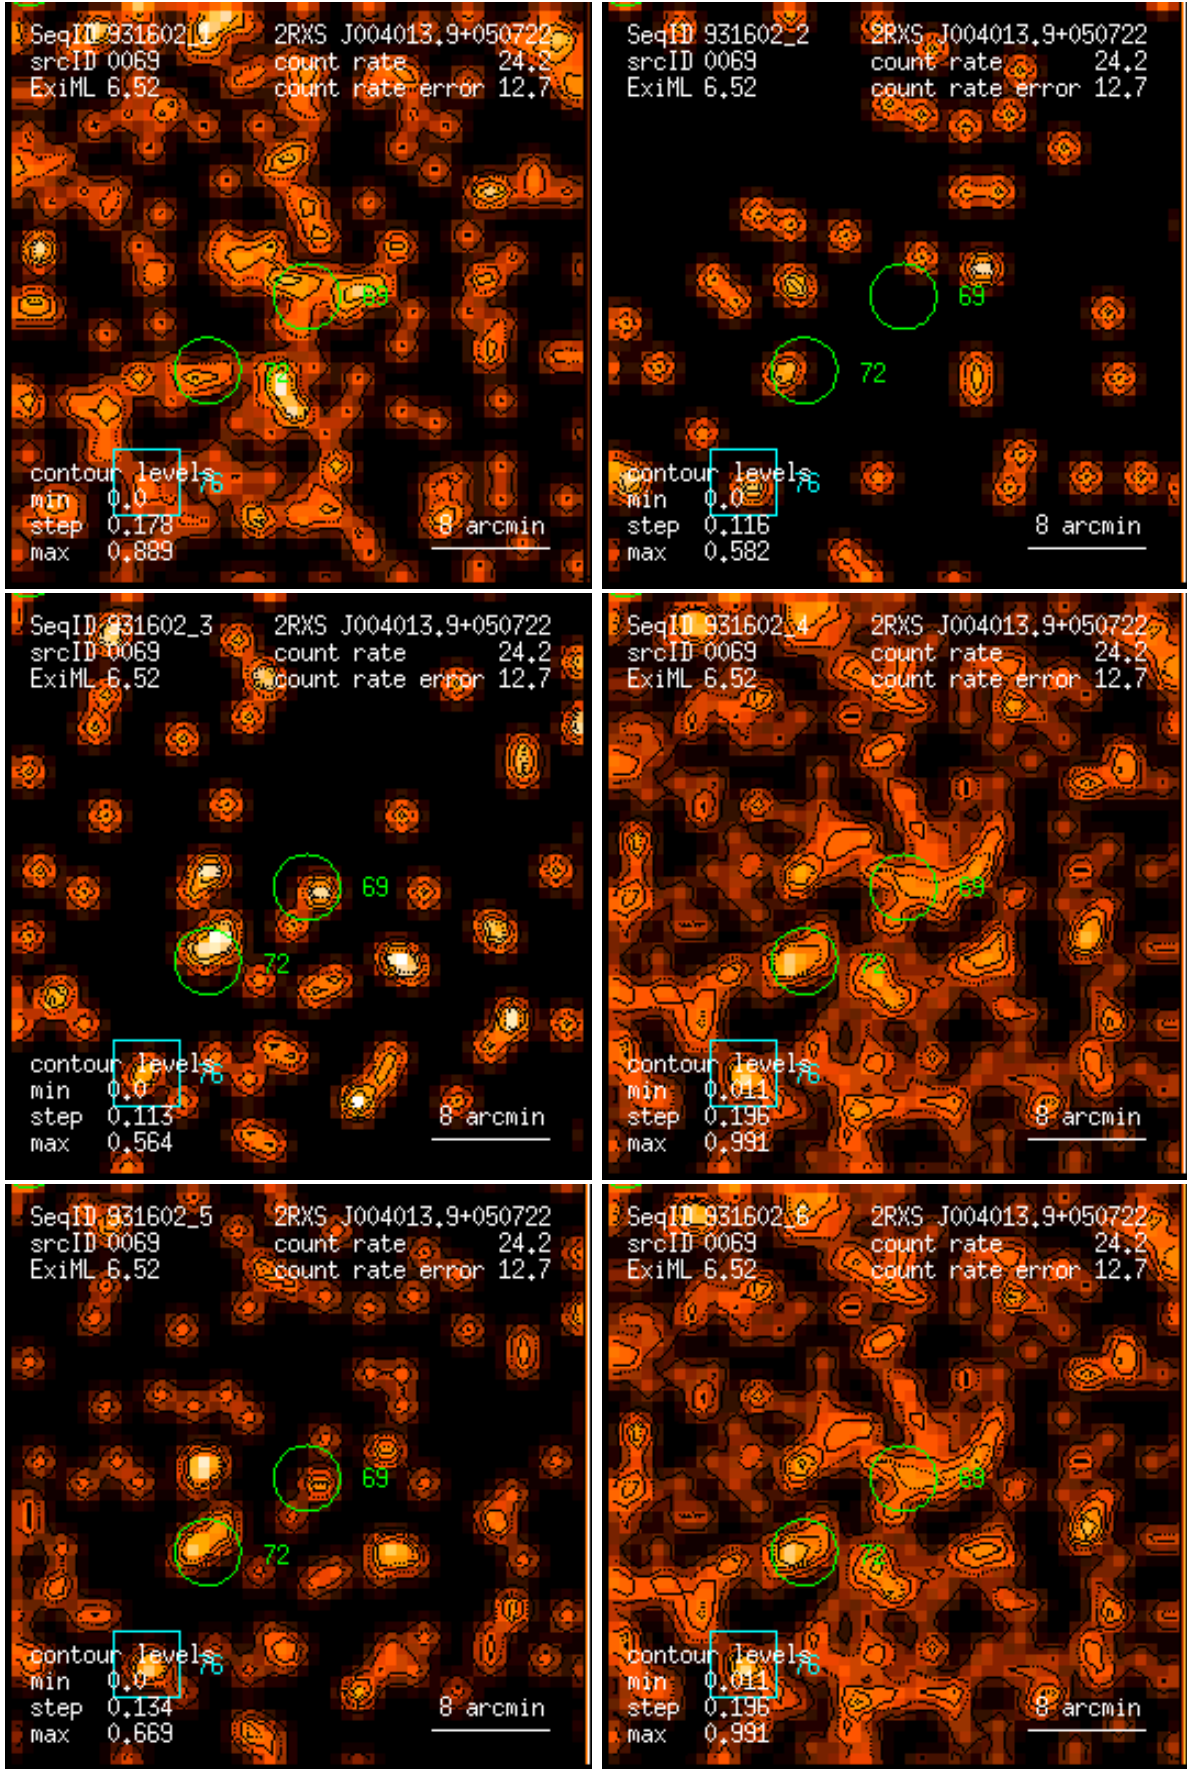 SeqID 931602_1 2RXS J004013.9+050722
srcID 0069 count rate 24.2
ExiML 6.52 count rate error 12.7
69
72
contour levels
76
min 0.0
step 0.178 8 arcmin
max 0.889
SeqID 931602_2 2RXS J004013.9+050722
srcID 0069 count rate 24.2
ExiML 6.52 count rate error 12.7
69
72
contour levels
76
min 0.0
step 0.116 8 arcmin
max 0.582
SeqID 931602_3 2RXS J004013.9+050722
srcID 0069 count rate 24.2
ExiML 6.52 count rate error 12.7
69
72
contour levels
76
min 0.0
step 0.113 8 arcmin
max 0.564
SeqID 931602_4 2RXS J004013.9+050722
srcID 0069 count rate 24.2
ExiML 6.52 count rate error 12.7
69
72
contour levels
76
min 0.011
step 0.196 8 arcmin
max 0.991
SeqID 931602_5 2RXS J004013.9+050722
srcID 0069 count rate 24.2
ExiML 6.52 count rate error 12.7
69
72
contour levels
76
min 0.0
step 0.134 8 arcmin
max 0.669
SeqID 931602_6 2RXS J004013.9+050722
srcID 0069 count rate 24.2
ExiML 6.52 count rate error 12.7
69
72
contour levels
76
min 0.011
step 0.196 8 arcmin
max 0.991